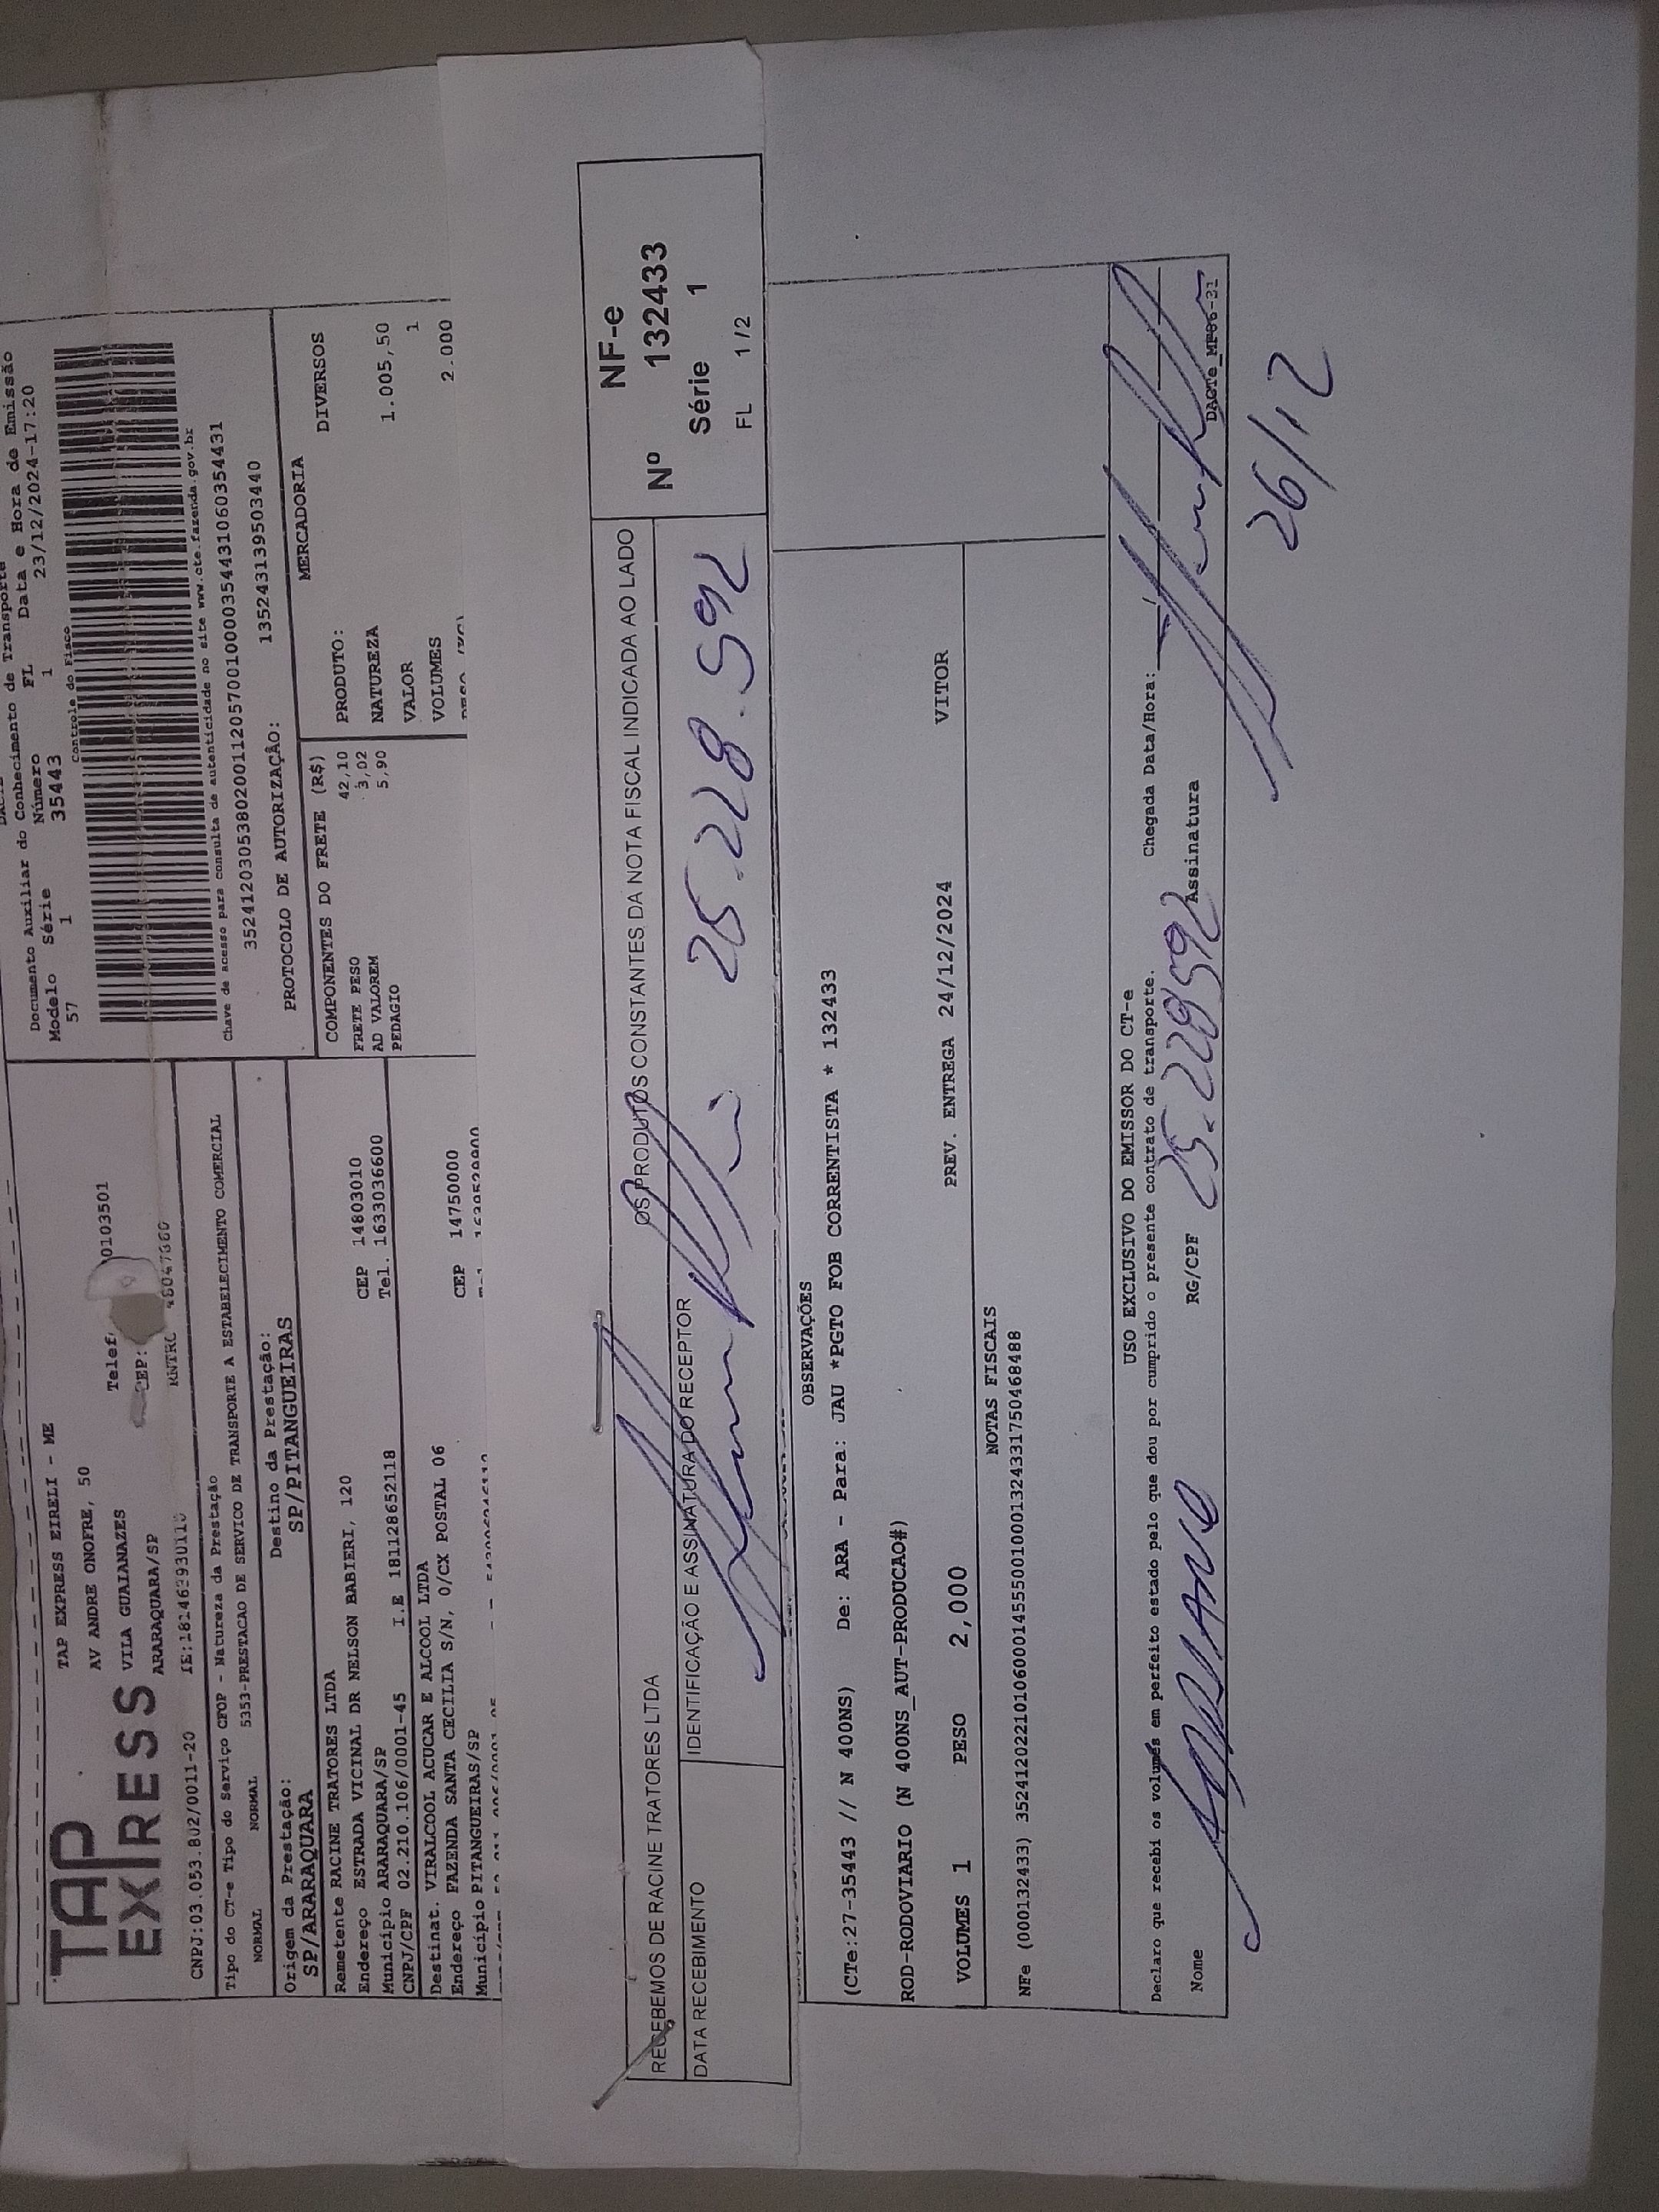 Documento Auxiliar do Conhecimento de Transporte
Modelo Série Número FL Data e Hora de Emissão
57 1 35443 1 23/12/2024-17:20
Controle do Fisco
TAP
EXPRESS
TAP EXPRESS EIRELI - ME
AV ANDRE ONOFRE, 50
VILA GUAIANAZES
ARARAQUARA/SP
CNPJ:03.053.802/0011-20
Chave de acesso para consulta de autenticidade no site www.cte.fazenda.gov.br
35241203053802001120570010000354431060354431
PROTOCOLO DE AUTORIZAÇÃO:
135243139503440
Tipo do CT-e Tipo do Serviço CFOP - Natureza da Prestação
NORMAL NORMAL 5353-PRESTACAO DE SERVICO DE TRANSPORTE A ESTABELECIMENTO COMERCIAL
Origem da Prestação: Destino da Prestação:
SP/ARARAQUARA SP/PITANGUEIRAS
Remetente RACINE TRATORES LTDA
Endereço ESTRADA VICINAL DR NELSON BABIERI, 120 CEP 14803010
Município ARARAQUARA/SP Tel. 1633036600
CNPJ/CPF 02.210.106/0001-45 I.E 181128652118
Destinat. VIRALCOOL ACUCAR E ALCOOL LTDA
Endereço FAZENDA SANTA CECILIA S/N, 0/CX POSTAL 06 CEP 14750000
Município PITANGUEIRAS/SP
COMPONENTES DO FRETE (R$)
FRETE PESO 42,10
AD VALOREM 3,02
PEDAGIO 5,90
MERCADORIA
PRODUTO: DIVERSOS
NATUREZA
VALOR 1.005,50
VOLUMES 1
2.000
RECEBEMOS DE RACINE TRATORES LTDA OS PRODUTOS CONSTANTES DA NOTA FISCAL INDICADA AO LADO
DATA RECEBIMENTO
IDENTIFICAÇÃO E ASSINATURA DO RECEPTOR
25.228.592
NF-e
Nº 132433
Série 1
FL 1/2
OBSERVAÇÕES
(CTe:27-35443 // N 400NS) De: ARA - Para: JAU *PGTO FOB CORRENTISTA * 132433
ROD-RODOVIARIO (N 400NS_AUT-PRODUCAO#)
VOLUMES 1 PESO 2,000 PREV. ENTREGA 24/12/2024 VITOR
NOTAS FISCAIS
NFe (000132433) 35241202210106000145550010001324331750468488
USO EXCLUSIVO DO EMISSOR DO CT-e
Declaro que recebi os volumes em perfeito estado pelo que dou por cumprido o presente contrato de transporte. Chegada Data/Hora:
Nome ADRIANO RG/CPF 25.228592 Assinatura
DACTe_MP86-31
26/12